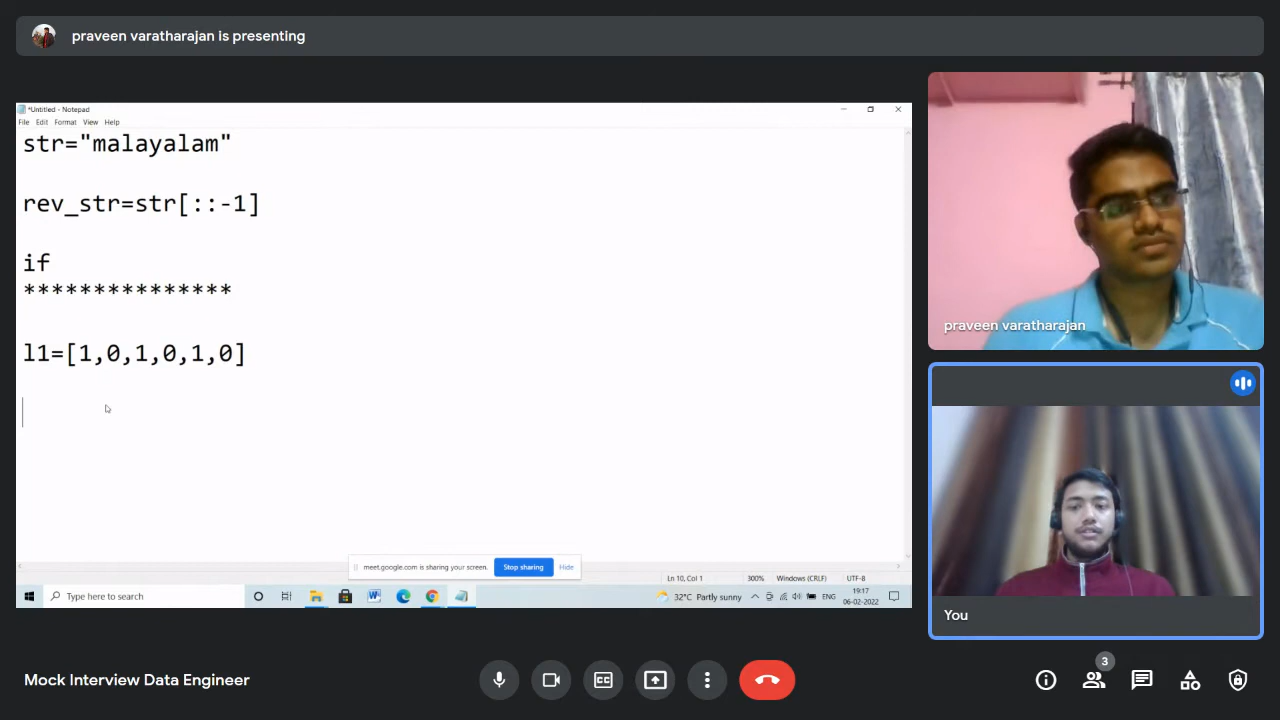 praveen varatharajan is presenting
*Untitled - Notepad
File Edit Format View Help
str="malayalam"
rev_str=str[::-1]
if
***************
l1=[1,0,1,0,1,0]
meet.google.com is sharing your screen. Stop sharing Hide
Ln 10, Col 1 300% Windows (CRLF) UTF-8
Type here to search
32°C Partly sunny ENG
19:17
06-02-2022
praveen varatharajan
You
Mock Interview Data Engineer
3